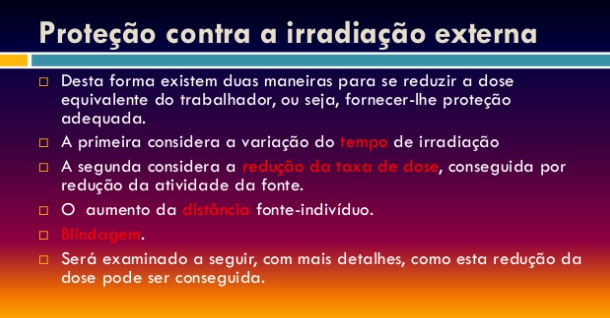 Proteção contra a irradiação externa
Desta forma existem duas maneiras para se reduzir a dose
equivalente do trabalhador, ou seja, fornecer-lhe proteção
adequada.
A primeira considera a variação do tempo de irradiação
A segunda considera a redução da taxa de dose, conseguida por
redução da atividade da fonte.
O aumento da distância fonte-indivíduo.
Blindagem.
Será examinado a seguir, com mais detalhes, como esta redução da
dose pode ser conseguida.